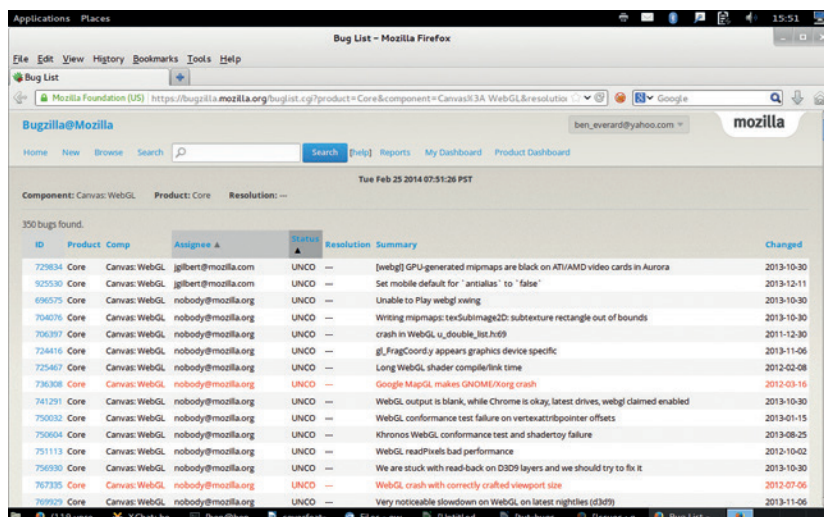 Applications Places 15:51
Bug List – Mozilla Firefox
File Edit View History Bookmarks Tools Help
Bug List
Mozilla Foundation (US) https://bugzilla.mozilla.org/buglist.cgi?product=Core&component=Canvas%3A WebGL&resolution Google
Bugzilla@Mozilla ben_everard@yahoo.com mozilla
Home New Browse Search Search [help] Reports My Dashboard Product Dashboard
Tue Feb 25 2014 07:51:26 PST
Component: Canvas: WebGL Product: Core Resolution: ---
350 bugs found.
ID Product Comp Assignee ▲ Status ▲ Resolution Summary Changed
729834 Core Canvas: WebGL jgilbert@mozilla.com UNCO --- [webgl] GPU-generated mipmaps are black on ATI/AMD video cards in Aurora 2013-10-30
925530 Core Canvas: WebGL jgilbert@mozilla.com UNCO --- Set mobile default for `antialias` to `false` 2013-12-11
696575 Core Canvas: WebGL nobody@mozilla.org UNCO --- Unable to Play webgl xwing 2013-10-30
704076 Core Canvas: WebGL nobody@mozilla.org UNCO --- Writing mipmaps: texSubImage2D: subtexture rectangle out of bounds 2013-10-30
706397 Core Canvas: WebGL nobody@mozilla.org UNCO --- crash in WebGL u_double_list.h:69 2011-12-30
724416 Core Canvas: WebGL nobody@mozilla.org UNCO --- gl_FragCoord.y appears graphics device specific 2013-11-06
725467 Core Canvas: WebGL nobody@mozilla.org UNCO --- Long WebGL shader compile/link time 2012-02-08
736308 Core Canvas: WebGL nobody@mozilla.org UNCO --- Google MapGL makes GNOME/Xorg crash 2012-03-16
741291 Core Canvas: WebGL nobody@mozilla.org UNCO --- WebGL output is blank, while Chrome is okay, latest drives, webgl claimed enabled 2013-10-30
750032 Core Canvas: WebGL nobody@mozilla.org UNCO --- WebGL conformance test failure on vertexattribpointer offsets 2013-01-15
750604 Core Canvas: WebGL nobody@mozilla.org UNCO --- Khronos WebGL conformance test and shadertoy failure 2013-08-25
751113 Core Canvas: WebGL nobody@mozilla.org UNCO --- WebGL readPixels bad performance 2012-10-02
756930 Core Canvas: WebGL nobody@mozilla.org UNCO --- We are stuck with read-back on D3D9 layers and we should try to fix it 2013-10-30
767335 Core Canvas: WebGL nobody@mozilla.org UNCO --- WebGL crash with correctly crafted viewport size 2012-07-06
769929 Core Canvas: WebGL nobody@mozilla.org UNCO --- Very noticeable slowdown on WebGL on latest nightlies (d3d9) 2013-11-06